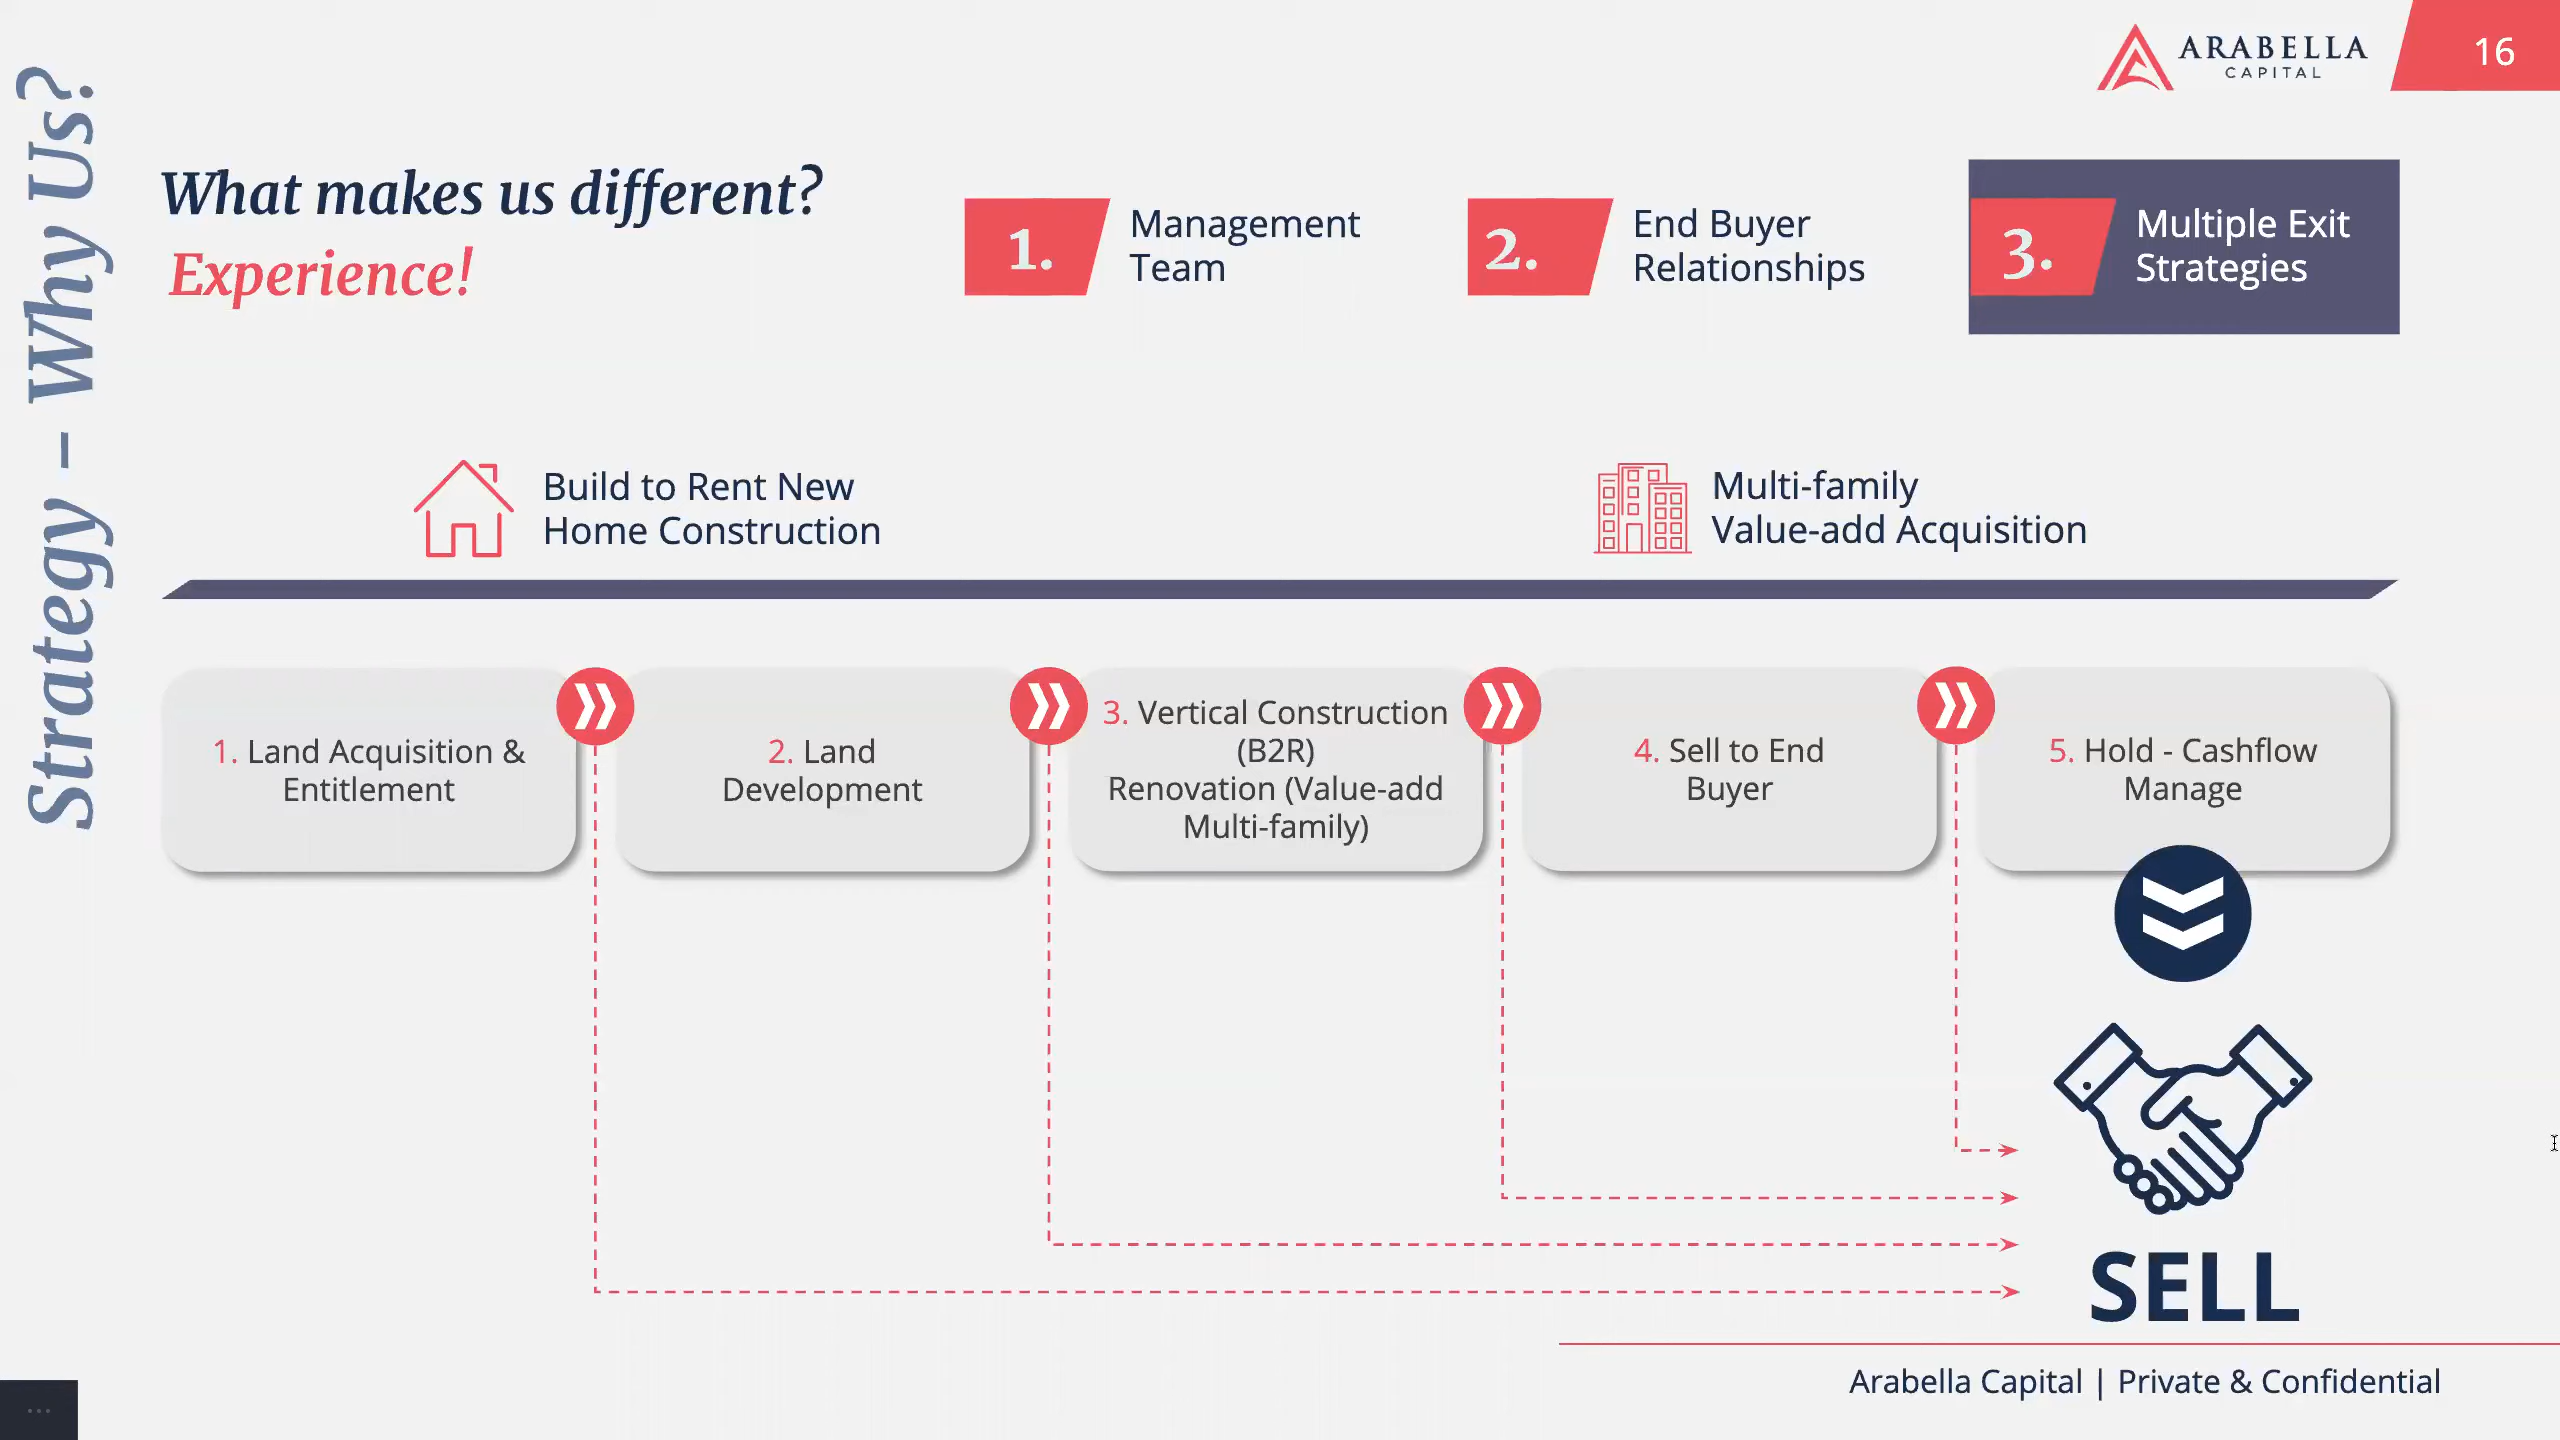 Strategy – Why Us?
ARABELLA
CAPITAL
16
What makes us different?
Experience!
1.
Management
Team
2.
End Buyer
Relationships
3.
Multiple Exit
Strategies
Build to Rent New
Home Construction
Multi-family
Value-add Acquisition
1. Land Acquisition &
Entitlement
2. Land
Development
3. Vertical Construction
(B2R)
Renovation (Value-add
Multi-family)
4. Sell to End
Buyer
5. Hold - Cashflow
Manage
SELL
Arabella Capital | Private & Confidential